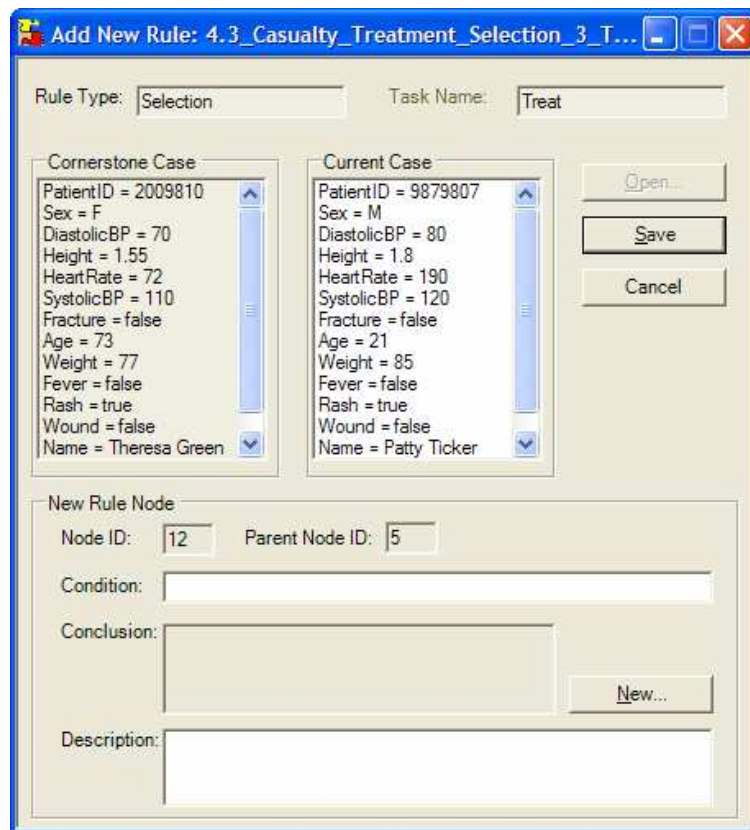 Add New Rule: 4.3_Casualty_Treatment_Selection_3_T...
Rule Type: Selection Task Name: Treat
Cornerstone Case
PatientID = 2009810
Sex = F
DiastolicBP = 70
Height = 1.55
HeartRate = 72
SystolicBP = 110
Fracture = false
Age = 73
Weight = 77
Fever = false
Rash = true
Wound = false
Name = Theresa Green
Current Case
PatientID = 9879807
Sex = M
DiastolicBP = 80
Height = 1.8
HeartRate = 190
SystolicBP = 120
Fracture = false
Age = 21
Weight = 85
Fever = false
Rash = true
Wound = false
Name = Patty Ticker
Open...
Save
Cancel
New Rule Node
Node ID: 12 Parent Node ID: 5
Condition:
Conclusion:
New...
Description: